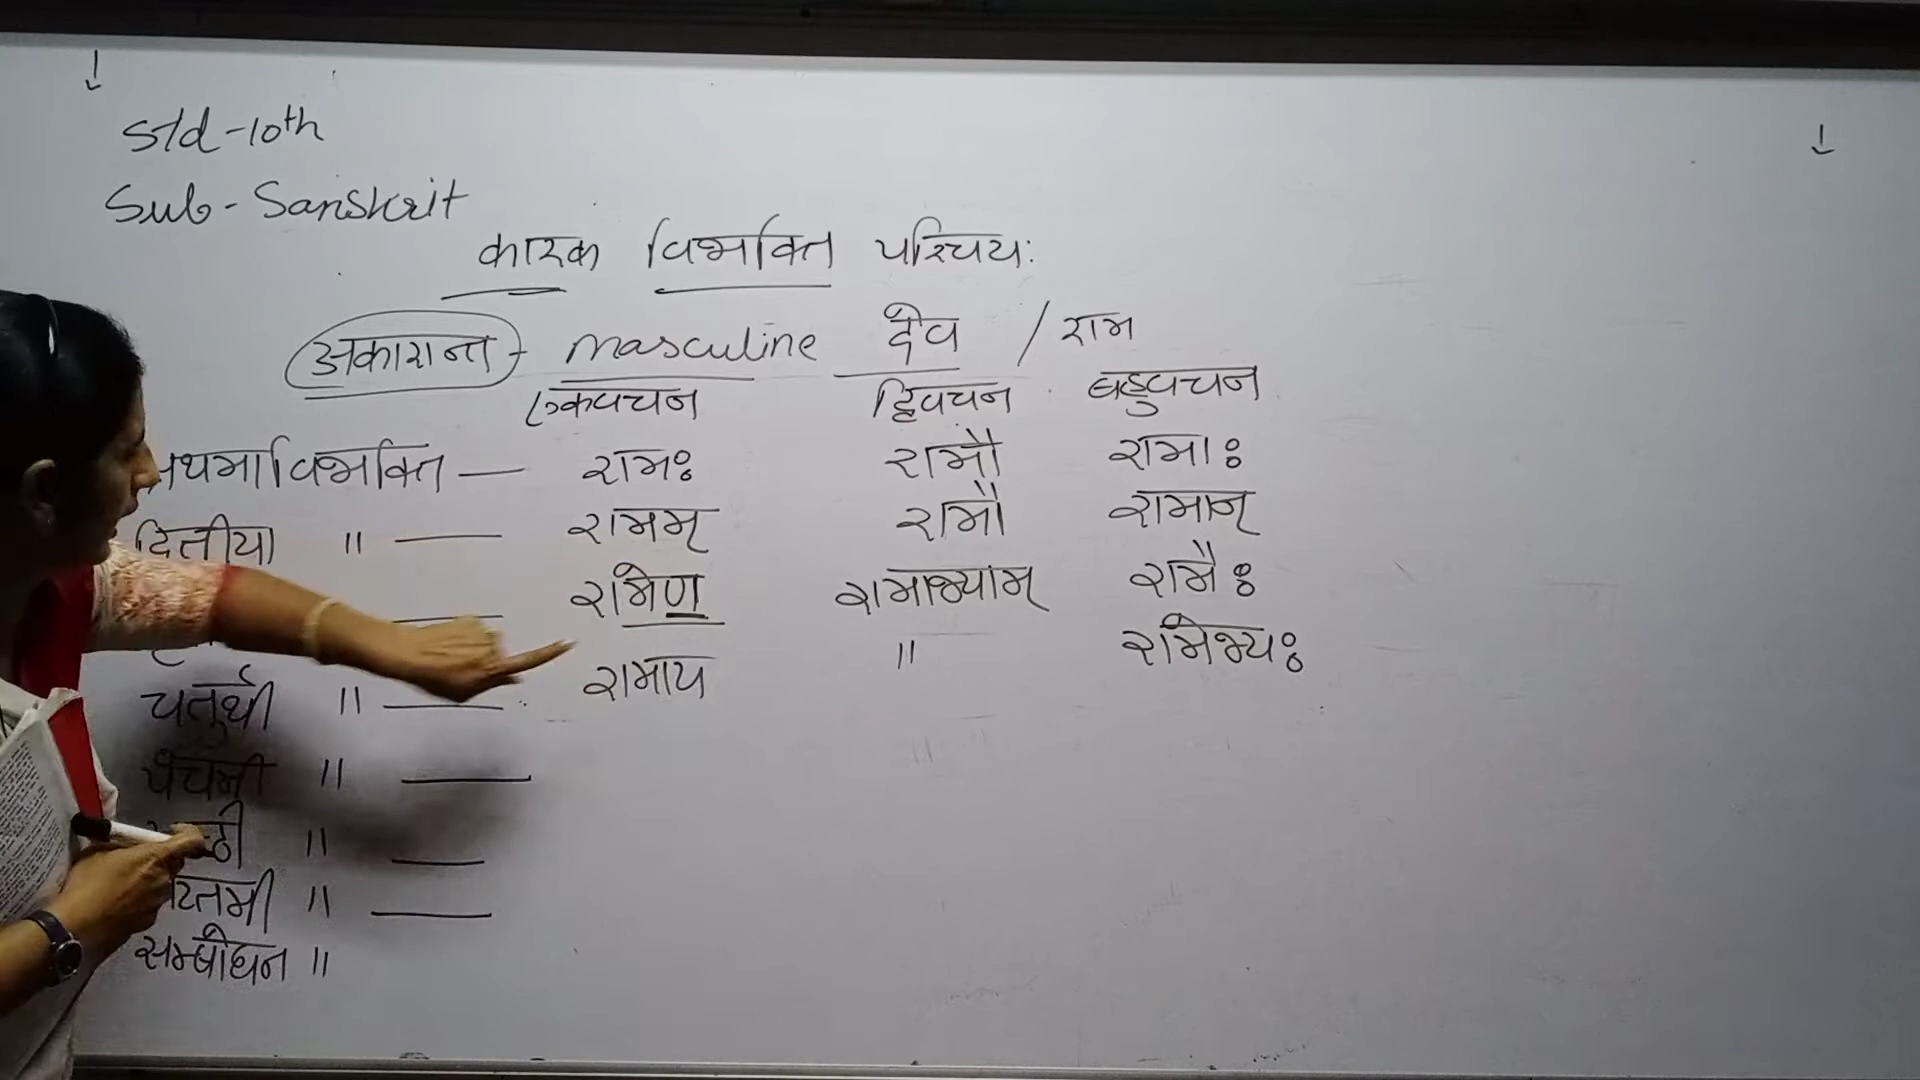 Std-10th
Sub-Sanskrit
कारक विभक्ति परिचय:
अकारान्त - masculine देव / राम
एकवचन द्विवचन बहुवचन
विभक्ति — रामः रामौ रामाः
द्वितीया " — रामम् रामौ रामान्
— रामेण रामाभ्याम् रामैः
चतुर्थी " — रामाय " रामेभ्यः
पंचमी " —
" —
" —
सम्बोधन "